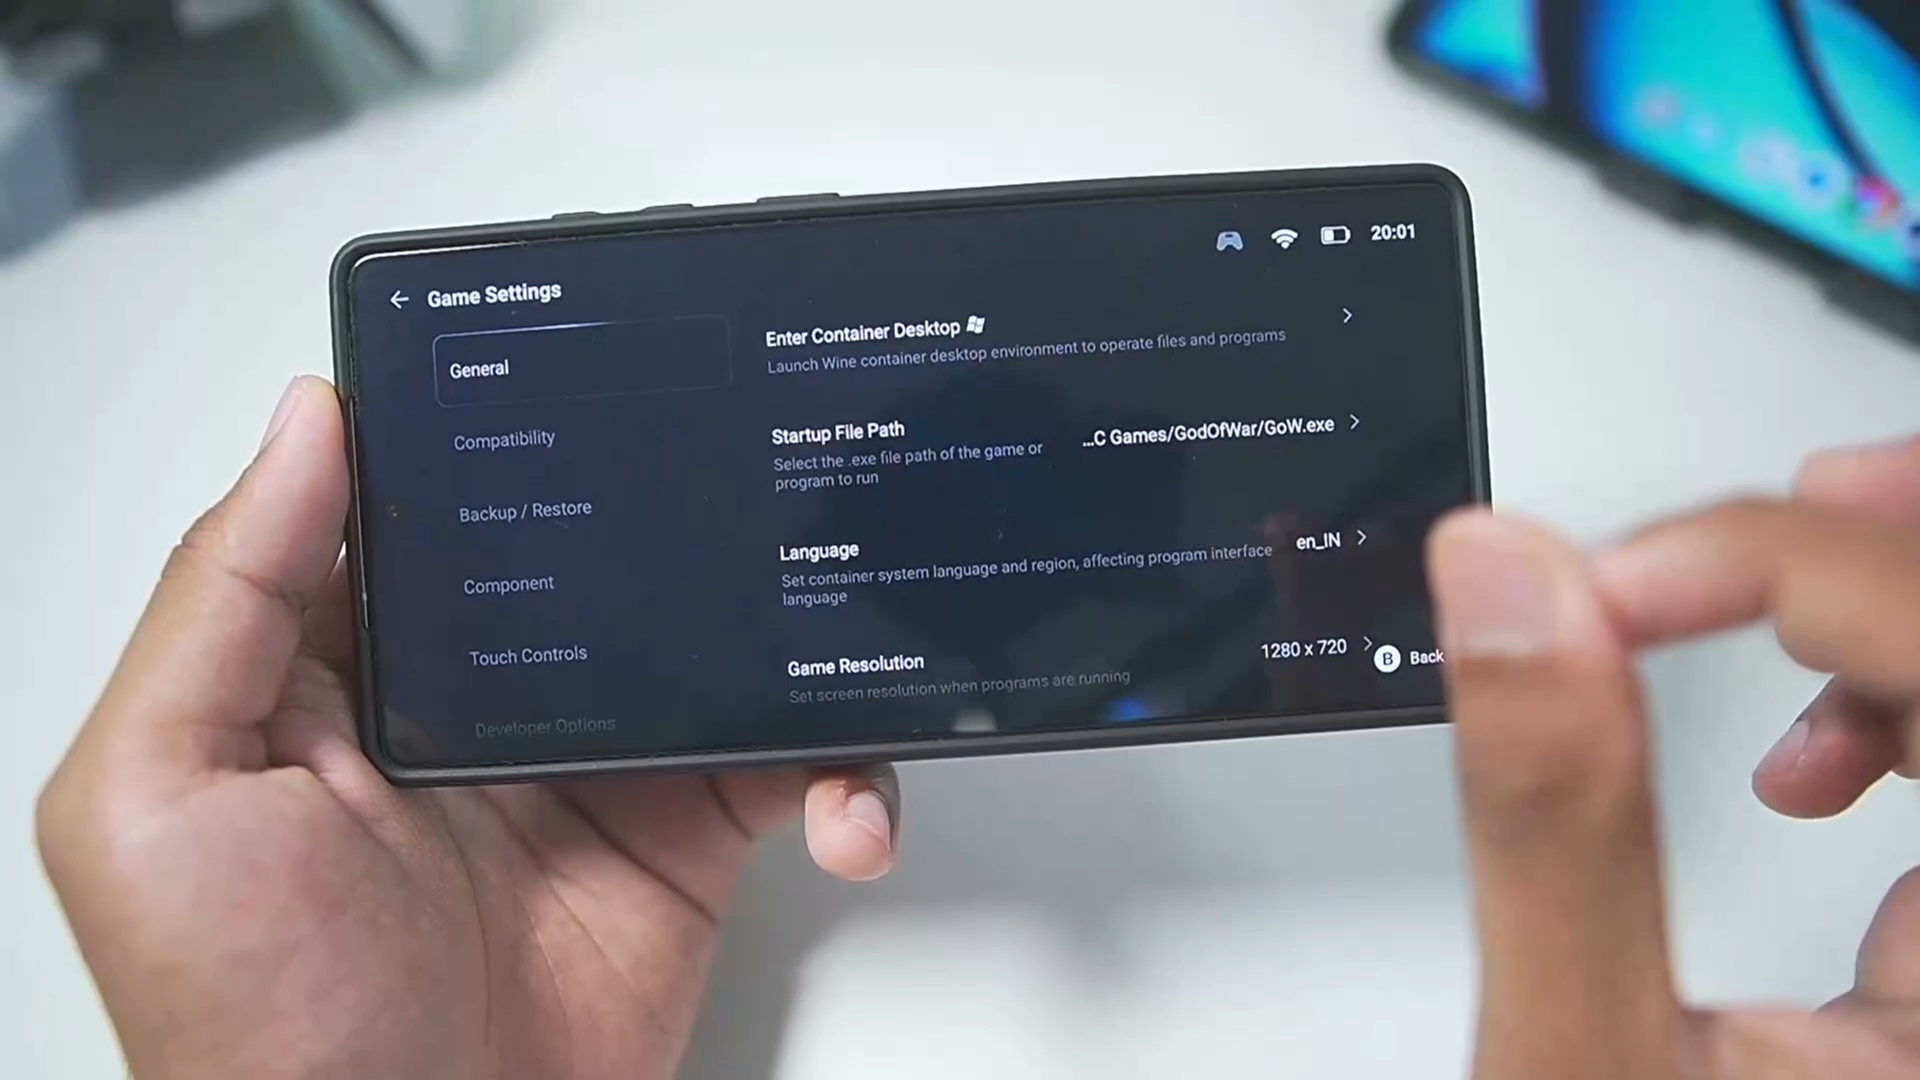 20:01
Game Settings
General
Compatibility
Backup / Restore
Component
Touch Controls
Developer Options
Enter Container Desktop
Launch Wine container desktop environment to operate files and programs
Startup File Path
Select the .exe file path of the game or
program to run
...C Games/GodOfWar/GoW.exe
Language
Set container system language and region, affecting program interface
language
en_IN
Game Resolution
Set screen resolution when programs are running
1280 x 720
B Back